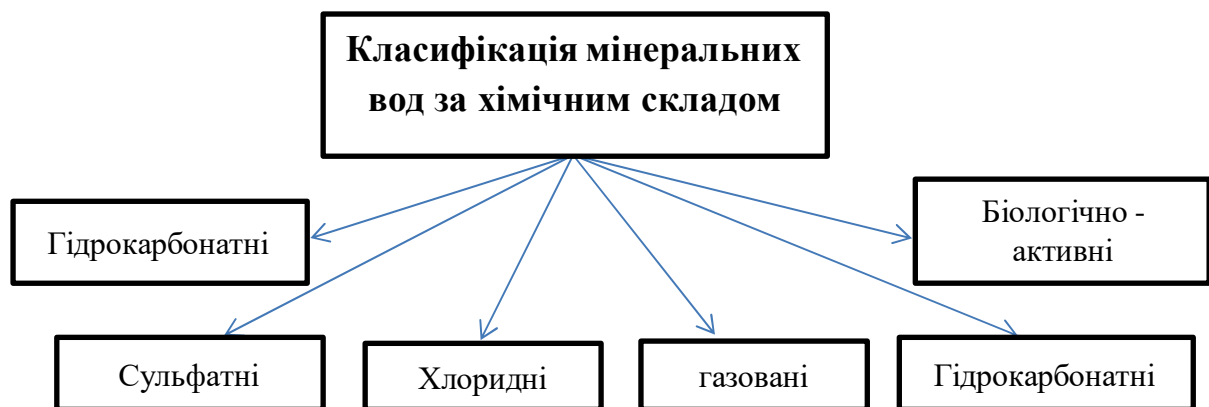 Класифікація мінеральних
вод за хімічним складом
Гідрокарбонатні
Біологічно -
активні
Сульфатні
Хлоридні
газовані
Гідрокарбонатні